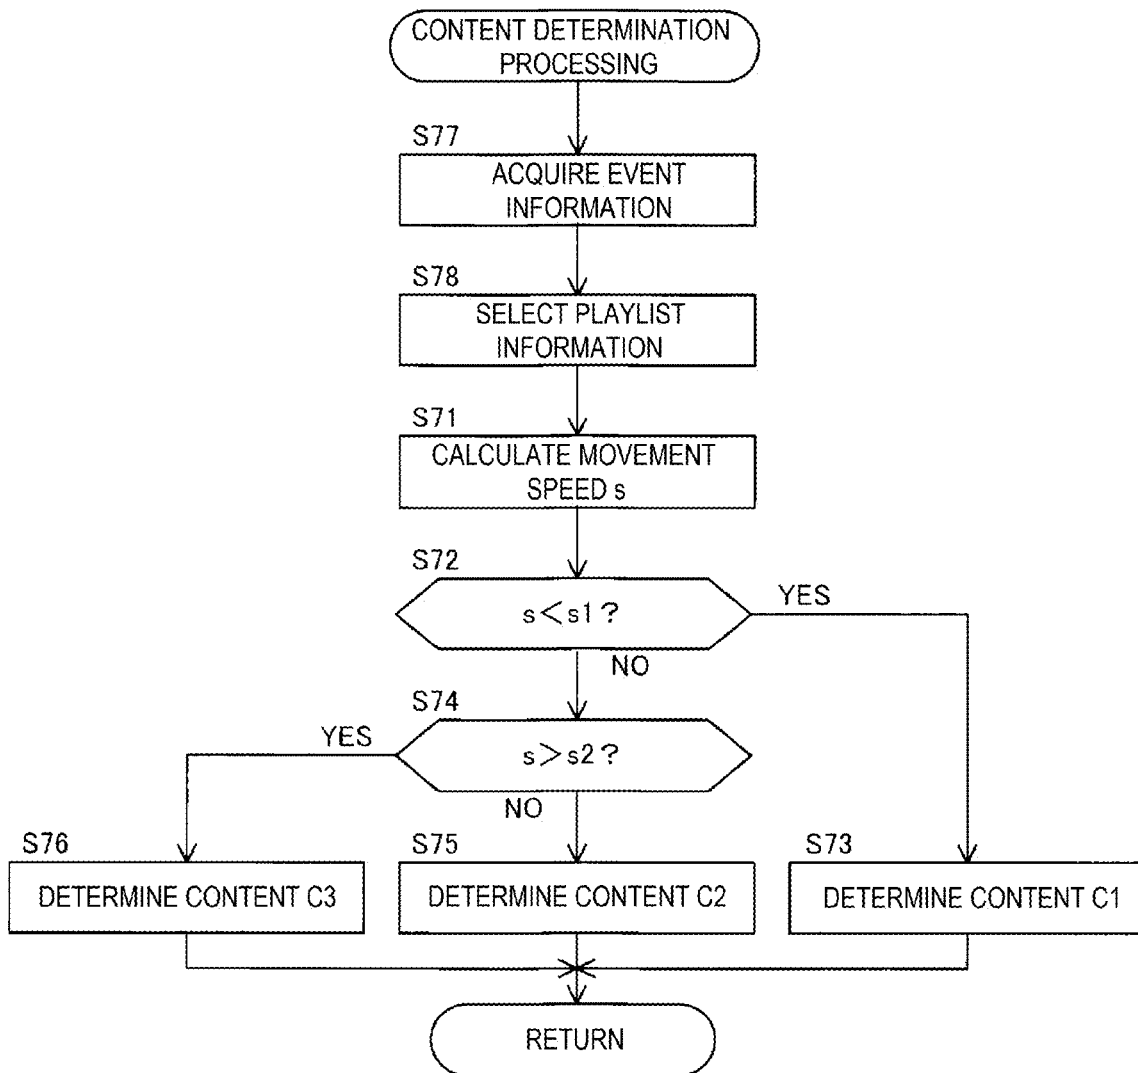 CONTENT DETERMINATION
PROCESSING
S77
ACQUIRE EVENT
INFORMATION
S78
SELECT PLAYLIST
INFORMATION
S71
CALCULATE MOVEMENT
SPEED s
S72
s<s1?
YES
NO
S74
s>s2?
YES
NO
S76
DETERMINE CONTENT C3
S75
DETERMINE CONTENT C2
S73
DETERMINE CONTENT C1
RETURN